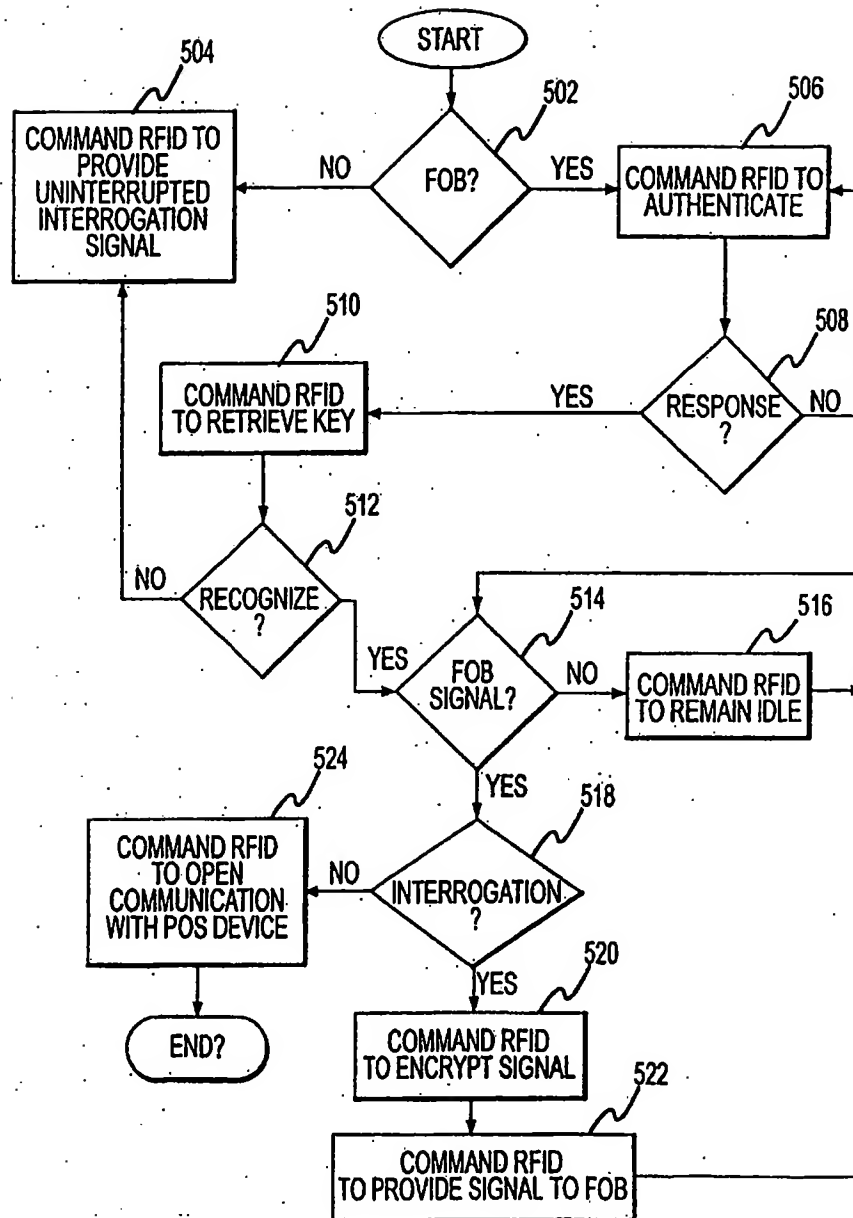 START
504
502
506
COMMAND RFID TO
PROVIDE
UNINTERRUPTED
INTERROGATION
SIGNAL
NO
FOB?
YES
COMMAND RFID TO
AUTHENTICATE
510
508
COMMAND RFID
TO RETRIEVE KEY
YES
RESPONSE
?
NO
512
NO
RECOGNIZE
?
YES
514
FOB
SIGNAL?
NO
516
COMMAND RFID
TO REMAIN IDLE
YES
524
518
COMMAND RFID
TO OPEN
COMMUNICATION
WITH POS DEVICE
NO
INTERROGATION
?
YES
520
END?
COMMAND RFID
TO ENCRYPT SIGNAL
522
COMMAND RFID
TO PROVIDE SIGNAL TO FOB